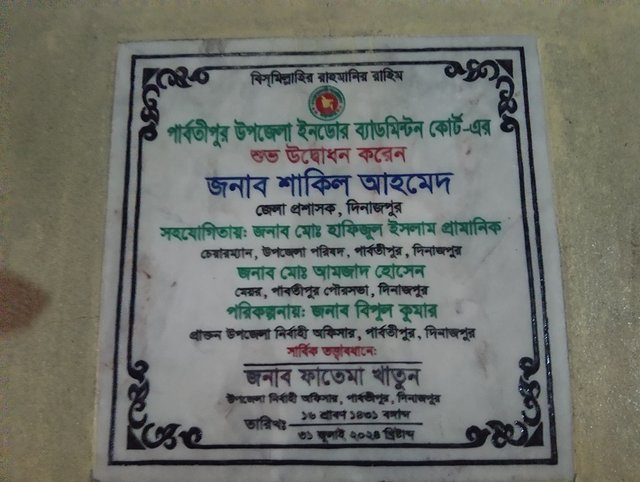 বিস্‌মিল্লাহির রাহমানির রাহিম
পার্বতীপুর উপজেলা ইনডোর ব্যাডমিন্টন কোর্ট-এর
শুভ উদ্বোধন করেন
জনাব শাকিল আহমেদ
জেলা প্রশাসক, দিনাজপুর
সহযোগিতায়: জনাব মোঃ হাফিজুল ইসলাম প্রামানিক
চেয়ারম্যান, উপজেলা পরিষদ, পার্বতীপুর, দিনাজপুর
জনাব মোঃ আমজাদ হোসেন
মেয়র, পার্বতীপুর পৌরসভা, দিনাজপুর
পরিকল্পনায়: জনাব বিপুল কুমার
প্রাক্তন উপজেলা নির্বাহী অফিসার, পার্বতীপুর, দিনাজপুর
সার্বিক তত্ত্বাবধানে:
জনাব ফাতেমা খাতুন
উপজেলা নির্বাহী অফিসার, পার্বতীপুর, দিনাজপুর
তারিখঃ ১৬ শ্রাবণ ১৪৩১ বঙ্গাব্দ
৩১ জুলাই ২০২৪ খ্রিষ্টাব্দ